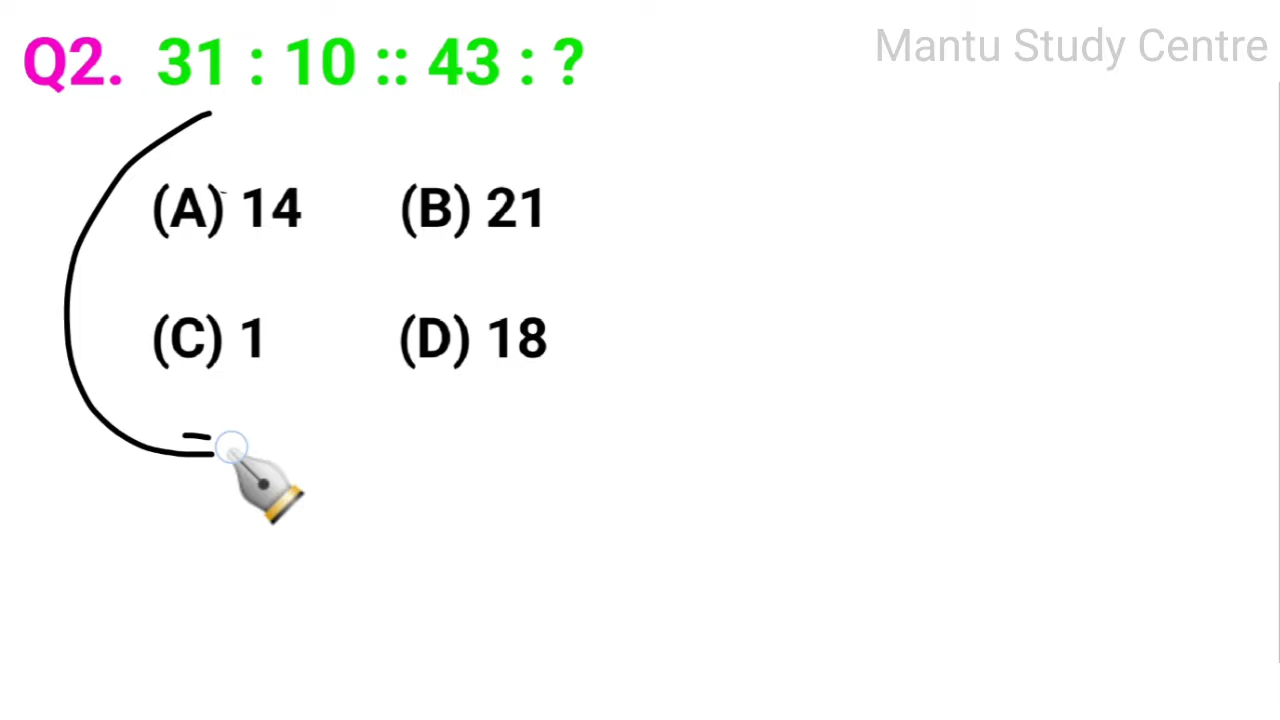 Q2. 31 : 10 :: 43 : ?
Mantu Study Centre
(A) 14 (B) 21
(C) 1 (D) 18
=